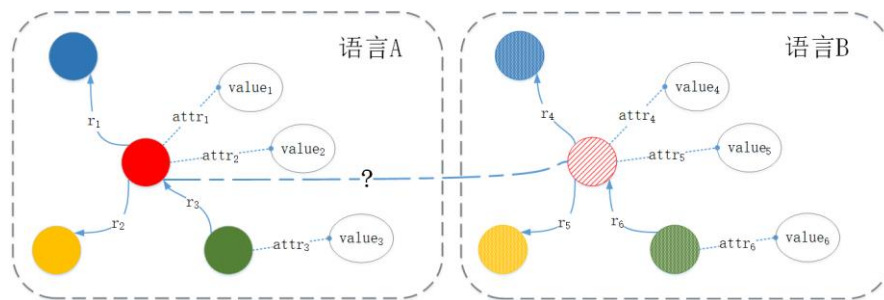 语言A
value₁
attr₁
r₁
attr₂
value₂
?
r₂
r₃
attr₃
value₃
语言B
value₄
attr₄
r₄
attr₅
value₅
r₅
r₆
attr₆
value₆